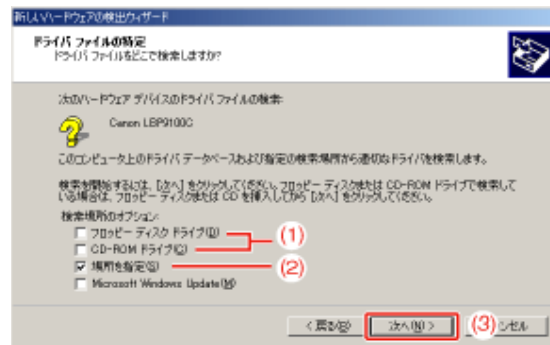 新しいハードウェアの検出ウィザード
ドライバ ファイルの特定
ドライバ ファイルをどこで検索しますか?
次のハードウェア デバイスのドライバ ファイルの検索:
Canon LBP9100C
このコンピュータ上のドライバ データベースおよび指定の検索場所から適切なドライバを検索します。
検索を開始するには、[次へ] をクリックしてください。フロッピー ディスクまたは CD-ROM ドライブで検索して
いる場合は、フロッピー ディスクまたは CD を挿入してから [次へ] をクリックしてください。
検索場所のオプション:
フロッピー ディスク ドライブ(D)
CD-ROM ドライブ(C)
(1)
場所を指定(S)
(2)
Microsoft Windows Update(M)
< 戻る(B)
次へ(N) >
(3)
ンセル